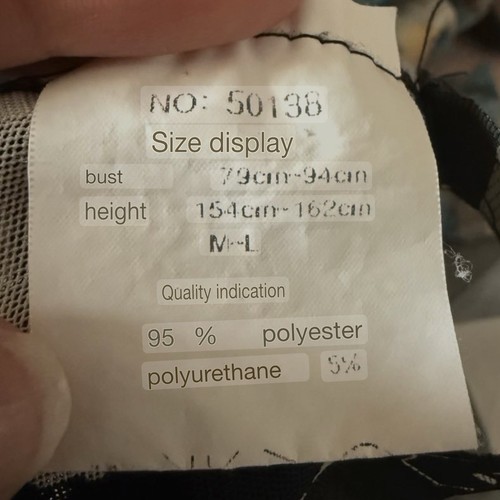 NO: 50138
Size display
bust 79cm~94cm
height 154cm~162cm
M~L
Quality indication
95 % polyester
polyurethane 5%